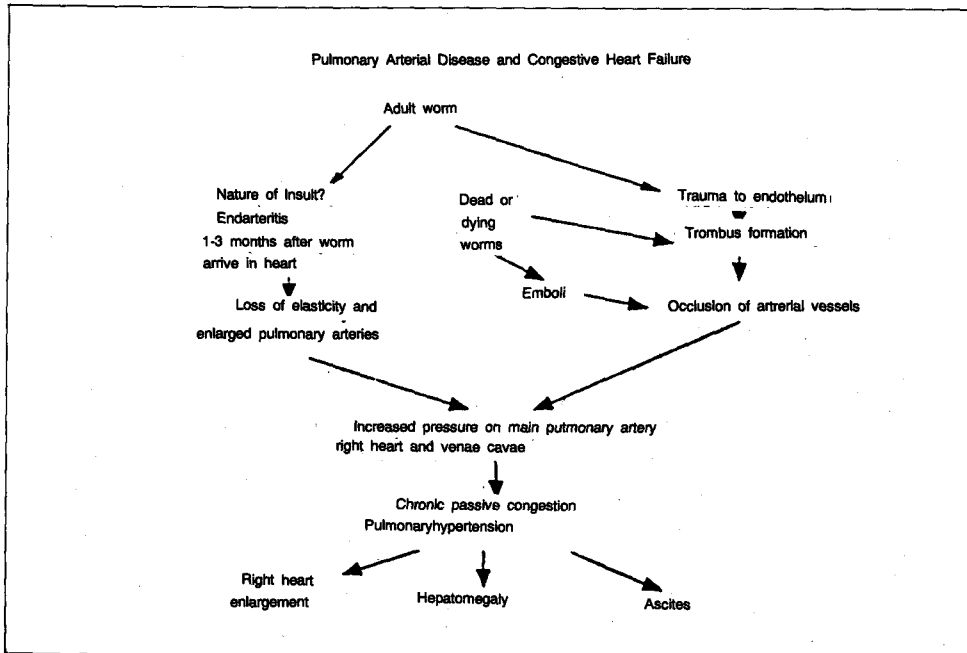 Pulmonary Arterial Disease and Congestive Heart Failure
Adult worm
Nature of Insult?
Endarteritis
1-3 months after worm
arrive in heart
Loss of elasticity and
enlarged pulmonary arteries
Dead or
dying
worms
Emboli
Trauma to endothelum
Trombus formation
Occlusion of artrerial vessels
Increased pressure on main putmonary artery
right heart and venae cavae
Chronic passive congestion
Pulmonaryhypertension
Right heart
enlargement
Hepatomegaly
Ascites